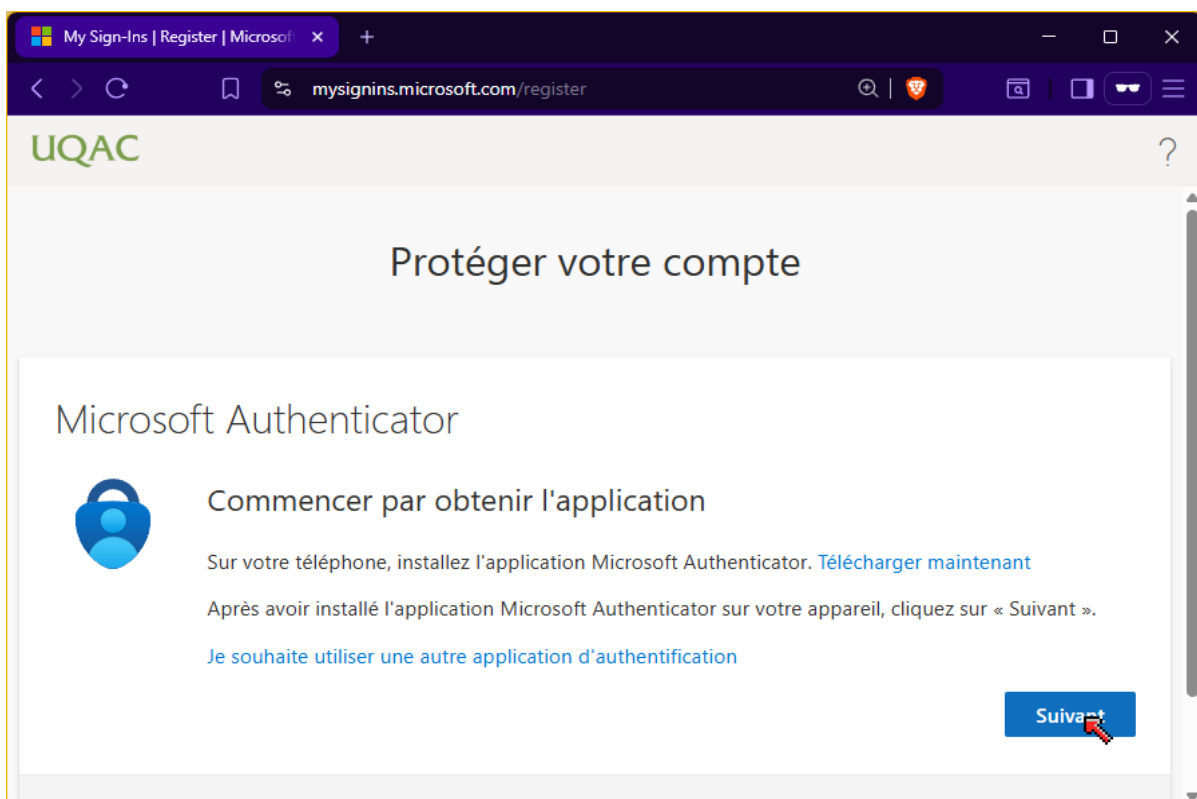 My Sign-Ins | Register | Microsof
mysignins.microsoft.com/register
UQAC
?
Protéger votre compte
Microsoft Authenticator
Commencer par obtenir l'application
Sur votre téléphone, installez l'application Microsoft Authenticator. Télécharger maintenant
Après avoir installé l'application Microsoft Authenticator sur votre appareil, cliquez sur « Suivant ».
Je souhaite utiliser une autre application d'authentification
Suivant